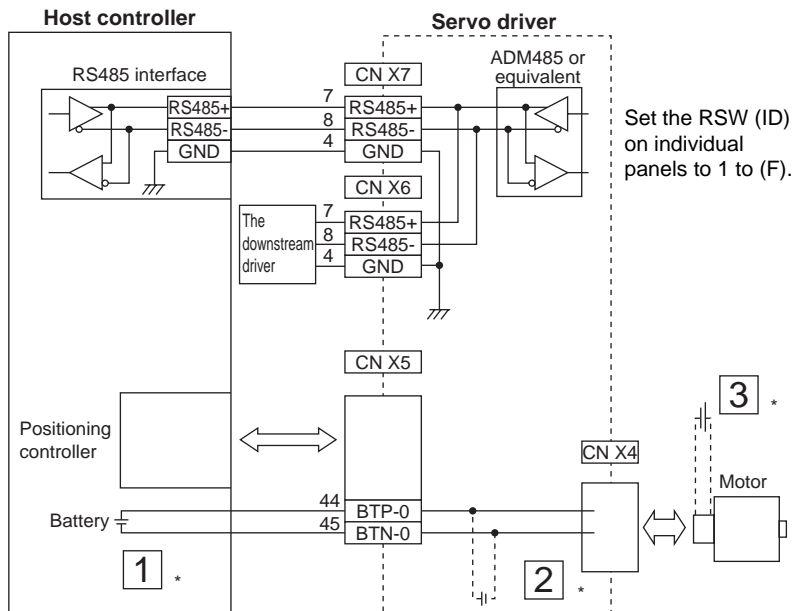 Host controller
Servo driver
RS485 interface
CN X7
ADM485 or
equivalent
RS485+
7
RS485+
RS485-
8
RS485-
GND
4
GND
Set the RSW (ID)
on individual
panels to 1 to (F).
CN X6
The
downstream
driver
7
RS485+
8
RS485-
4
GND
CN X5
Positioning
controller
CN X4
3 *
Motor
Battery
44
BTP-0
45
BTN-0
1 *
2 *